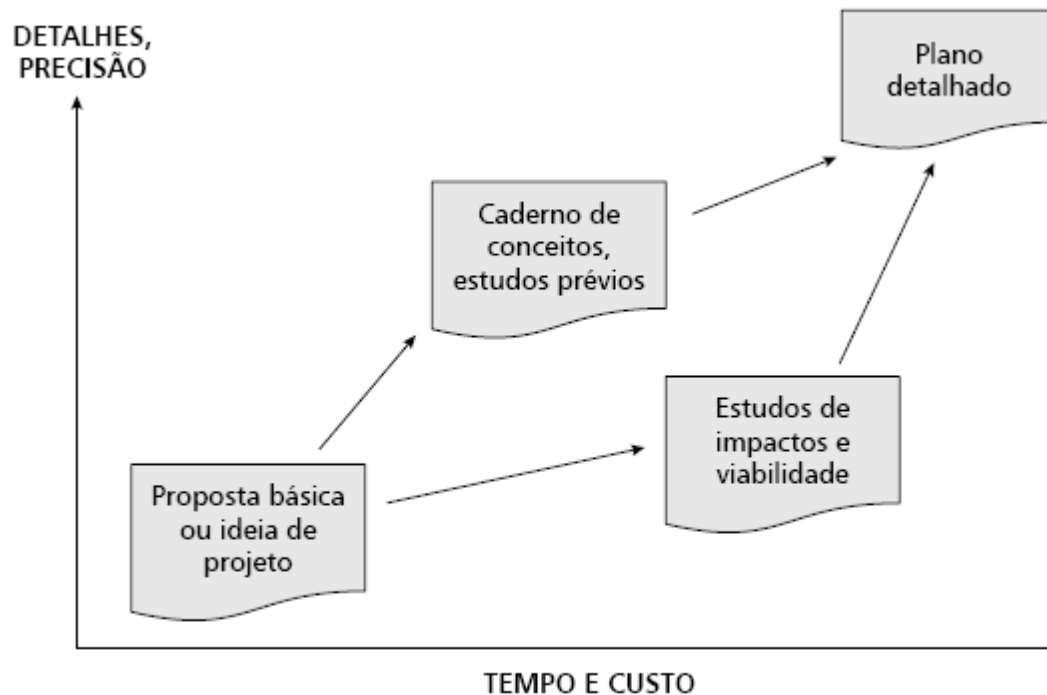 DETALHES,
PRECISÃO
Plano
detalhado
Caderno de
conceitos,
estudos prévios
Estudos de
impactos e
viabilidade
Proposta básica
ou ideia de
projeto
TEMPO E CUSTO